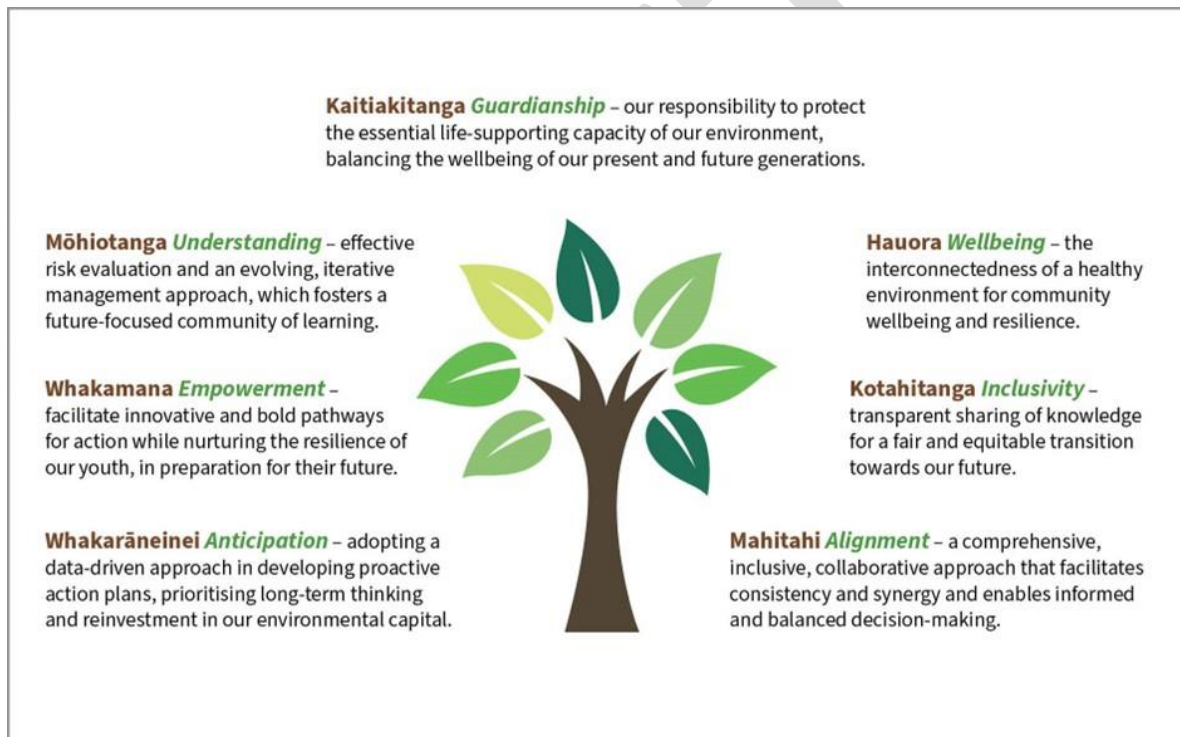 Kaitiakitanga Guardianship – our responsibility to protect
the essential life-supporting capacity of our environment,
balancing the wellbeing of our present and future generations.
Mōhiotanga Understanding – effective
risk evaluation and an evolving, iterative
management approach, which fosters a
future-focused community of learning.
Hauora Wellbeing – the
interconnectedness of a healthy
environment for community
wellbeing and resilience.
Whakamana Empowerment –
facilitate innovative and bold pathways
for action while nurturing the resilience of
our youth, in preparation for their future.
Kotahitanga Inclusivity –
transparent sharing of knowledge
for a fair and equitable transition
towards our future.
Whakarāneinei Anticipation – adopting a
data-driven approach in developing proactive
action plans, prioritising long-term thinking
and reinvestment in our environmental capital.
Mahitahi Alignment – a comprehensive,
inclusive, collaborative approach that facilitates
consistency and synergy and enables informed
and balanced decision-making.